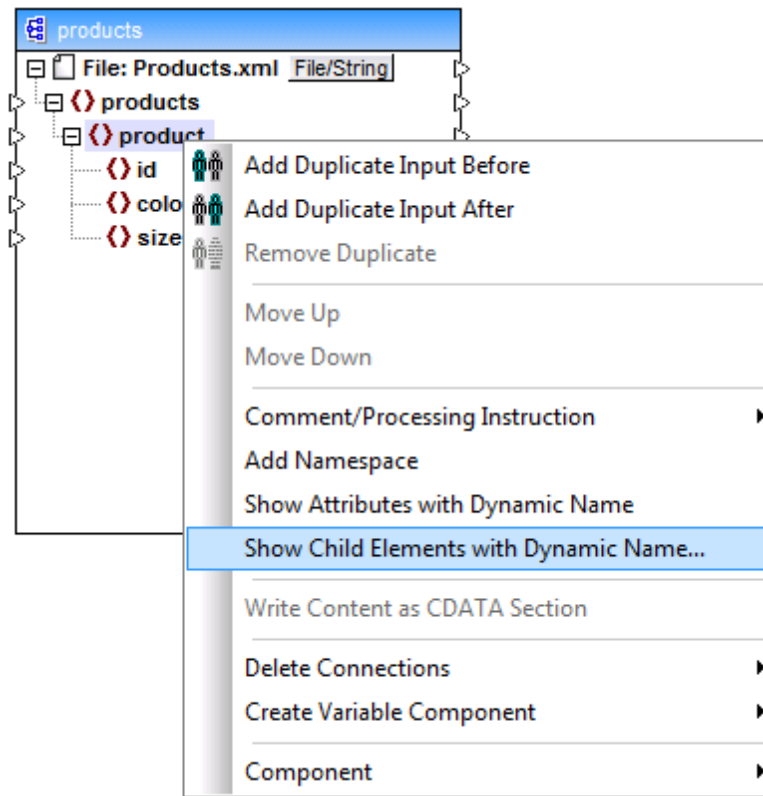 products
File: Products.xml File/String
products
product
id
colo
size
Add Duplicate Input Before
Add Duplicate Input After
Remove Duplicate
Move Up
Move Down
Comment/Processing Instruction
Add Namespace
Show Attributes with Dynamic Name
Show Child Elements with Dynamic Name...
Write Content as CDATA Section
Delete Connections
Create Variable Component
Component